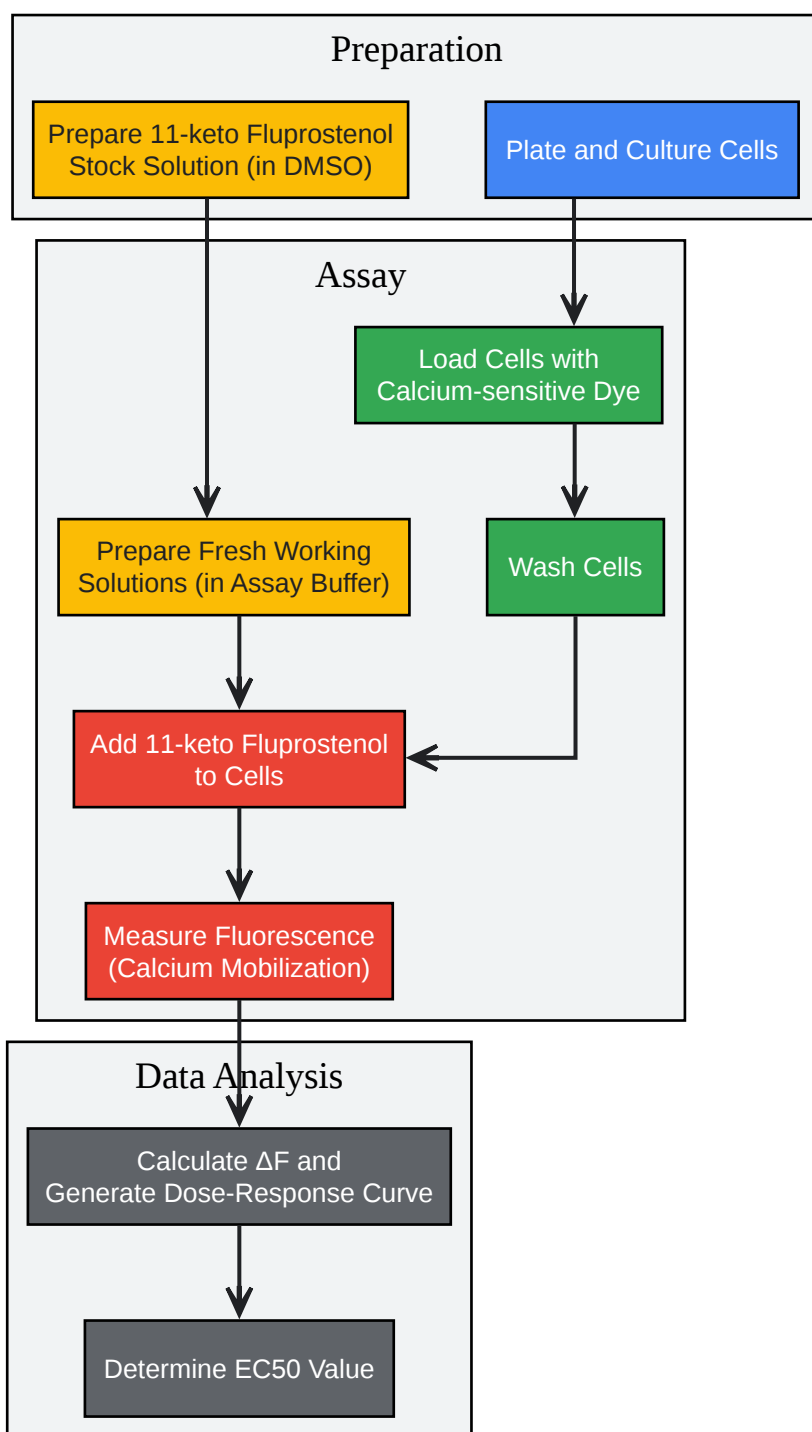 Preparation
Prepare 11-keto Fluprostenol
Stock Solution (in DMSO)
Plate and Culture Cells
Assay
Load Cells with
Calcium-sensitive Dye
Prepare Fresh Working
Solutions (in Assay Buffer)
Wash Cells
Add 11-keto Fluprostenol
to Cells
Measure Fluorescence
(Calcium Mobilization)
Data Analysis
Calculate ΔF and
Generate Dose-Response Curve
Determine EC50 Value